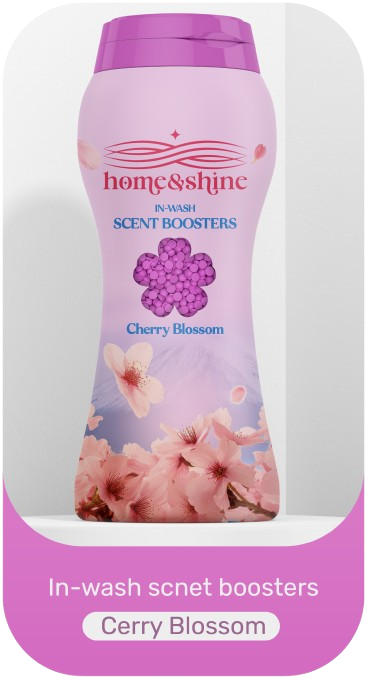 home&shine
IN-WASH
SCENT BOOSTERS
Cherry Blossom
In-wash scnet boosters
Cerry Blossom